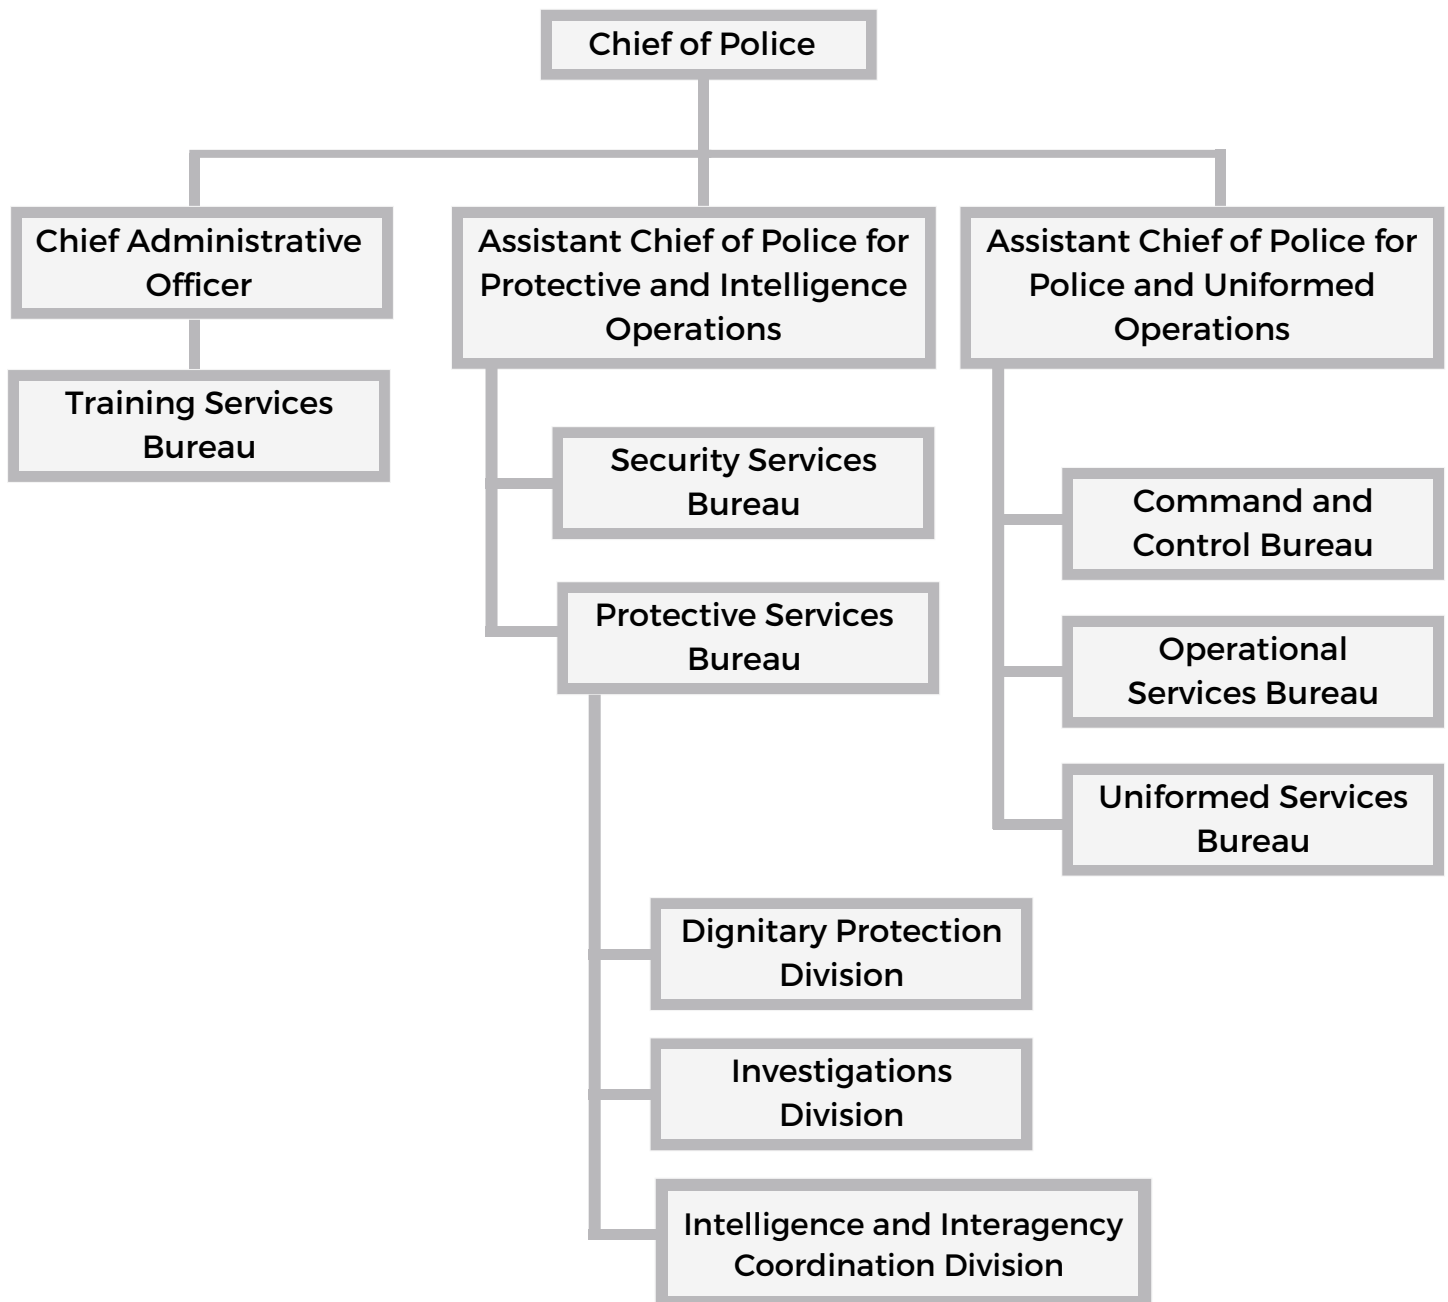 Chief of Police
Chief Administrative
Officer
Assistant Chief of Police for
Protective and Intelligence
Operations
Assistant Chief of Police for
Police and Uniformed
Operations
Training Services
Bureau
Security Services
Bureau
Command and
Control Bureau
Protective Services
Bureau
Operational
Services Bureau
Uniformed Services
Bureau
Dignitary Protection
Division
Investigations
Division
Intelligence and Interagency
Coordination Division